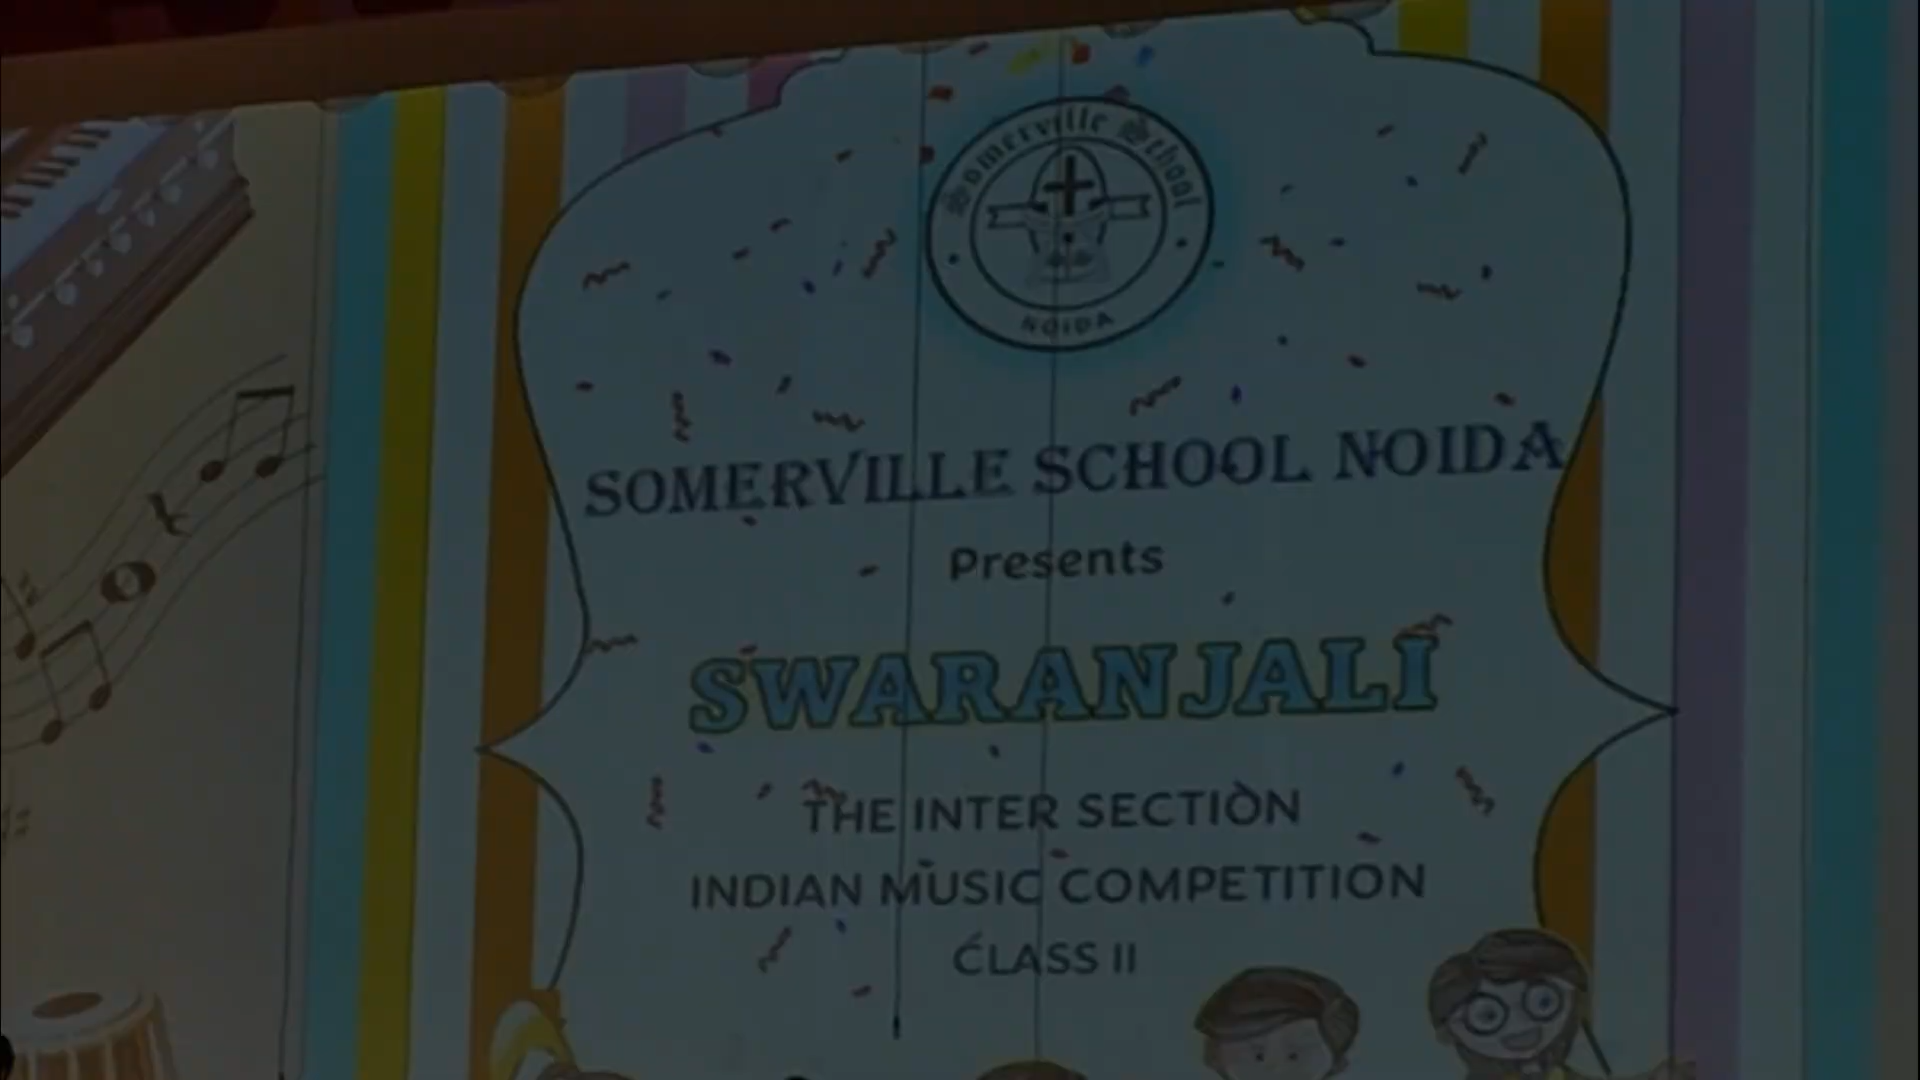 Somerville School
NOIDA
SOMERVILLE SCHOOL NOIDA
Presents
SWARANJALI
THE INTER SECTION
INDIAN MUSIC COMPETITION
CLASS II